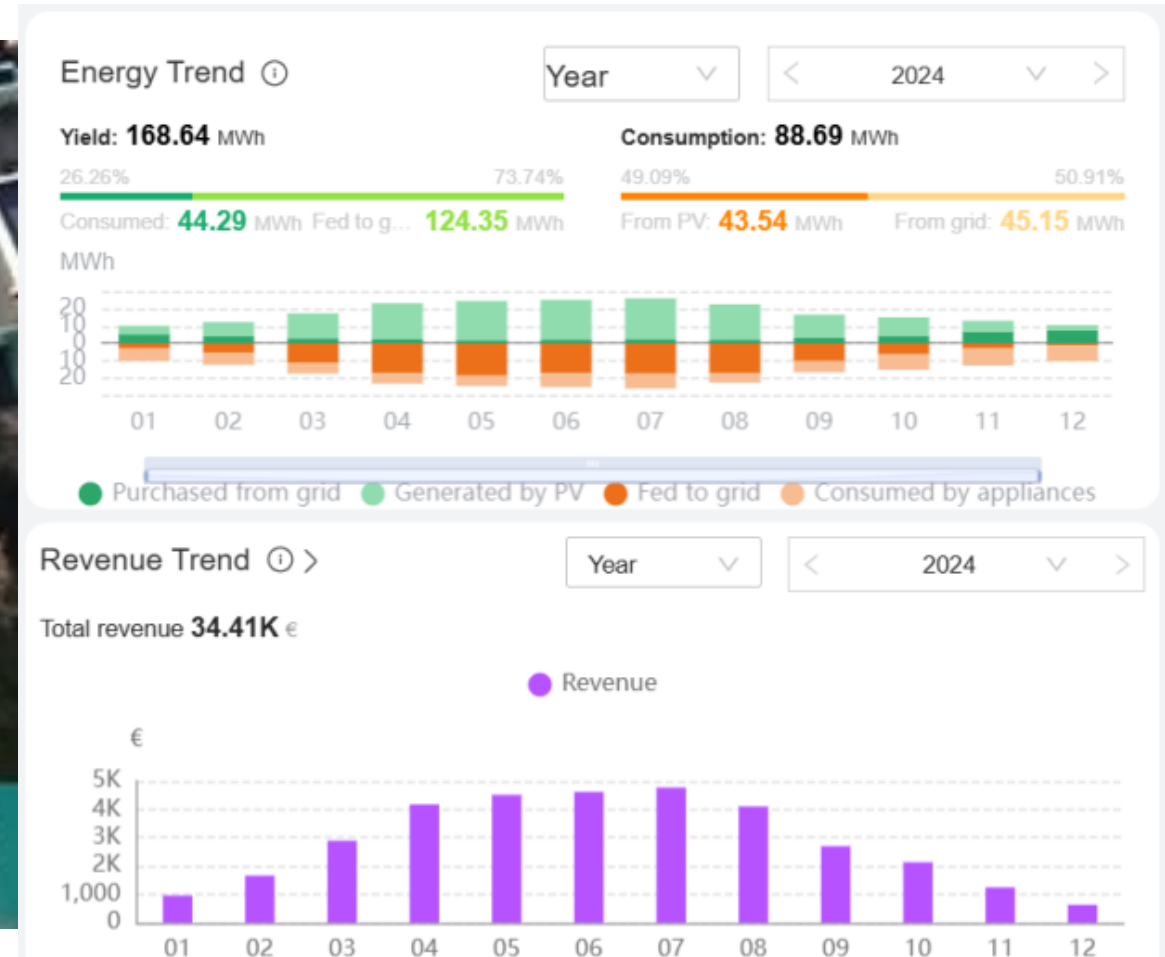 Energy Trend
Year 2024
Yield: 168.64 MWh Consumption: 88.69 MWh
26.26% 73.74% 49.09% 50.91%
Consumed: 44.29 MWh Fed to g... 124.35 MWh From PV: 43.54 MWh From grid: 45.15 MWh
MWh
20
10
0
10
20
01 02 03 04 05 06 07 08 09 10 11 12
Purchased from grid Generated by PV Fed to grid Consumed by appliances
Revenue Trend
Year 2024
Total revenue 34.41K €
Revenue
€
5K
4K
3K
2K
1,000
0
01 02 03 04 05 06 07 08 09 10 11 12